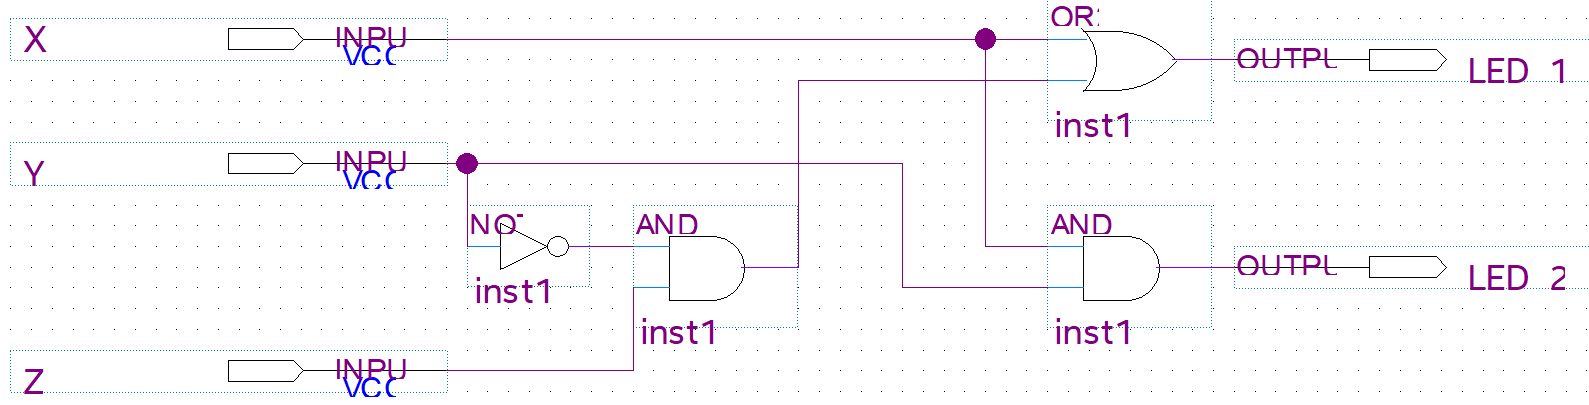 X INPU
VCC
OR2
OUTPU LED 1
inst1
Y INPU
VCC
NOT
AND
AND
OUTPU LED 2
inst1
inst1
inst1
Z INPU
VCC